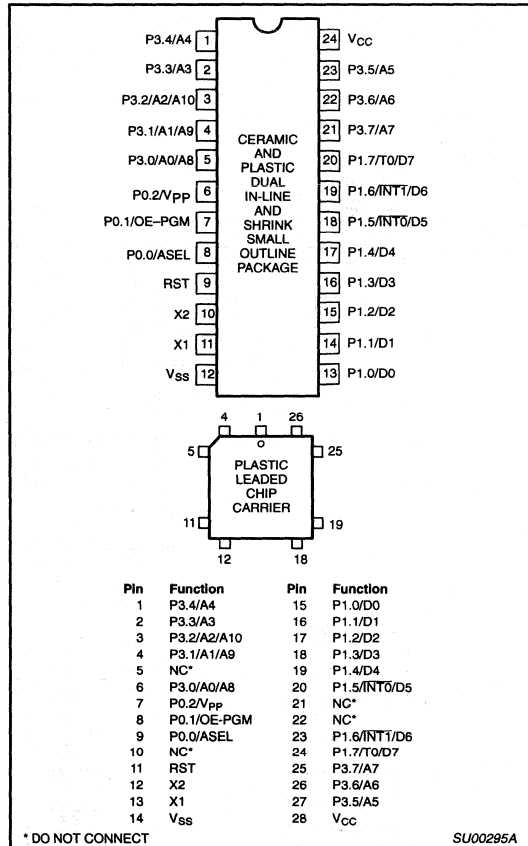 P3.4/A4 1 24 VCC
P3.3/A3 2 23 P3.5/A5
P3.2/A2/A10 3 22 P3.6/A6
P3.1/A1/A9 4 21 P3.7/A7
P3.0/A0/A8 5 20 P1.7/T0/D7
P0.2/VPP 6 19 P1.6/INT1/D6
P0.1/OE–PGM 7 18 P1.5/INT0/D5
P0.0/ASEL 8 17 P1.4/D4
RST 9 16 P1.3/D3
X2 10 15 P1.2/D2
X1 11 14 P1.1/D1
VSS 12 13 P1.0/D0
CERAMIC
AND
PLASTIC
DUAL
IN-LINE
AND
SHRINK
SMALL
OUTLINE
PACKAGE
4 1 26
5 25
PLASTIC
LEADED
CHIP
CARRIER
11 19
12 18
Pin Function Pin Function
1 P3.4/A4 15 P1.0/D0
2 P3.3/A3 16 P1.1/D1
3 P3.2/A2/A10 17 P1.2/D2
4 P3.1/A1/A9 18 P1.3/D3
5 NC* 19 P1.4/D4
6 P3.0/A0/A8 20 P1.5/INT0/D5
7 P0.2/VPP 21 NC*
8 P0.1/OE-PGM 22 NC*
9 P0.0/ASEL 23 P1.6/INT1/D6
10 NC* 24 P1.7/T0/D7
11 RST 25 P3.7/A7
12 X2 26 P3.6/A6
13 X1 27 P3.5/A5
14 VSS 28 VCC
* DO NOT CONNECT SU00295A